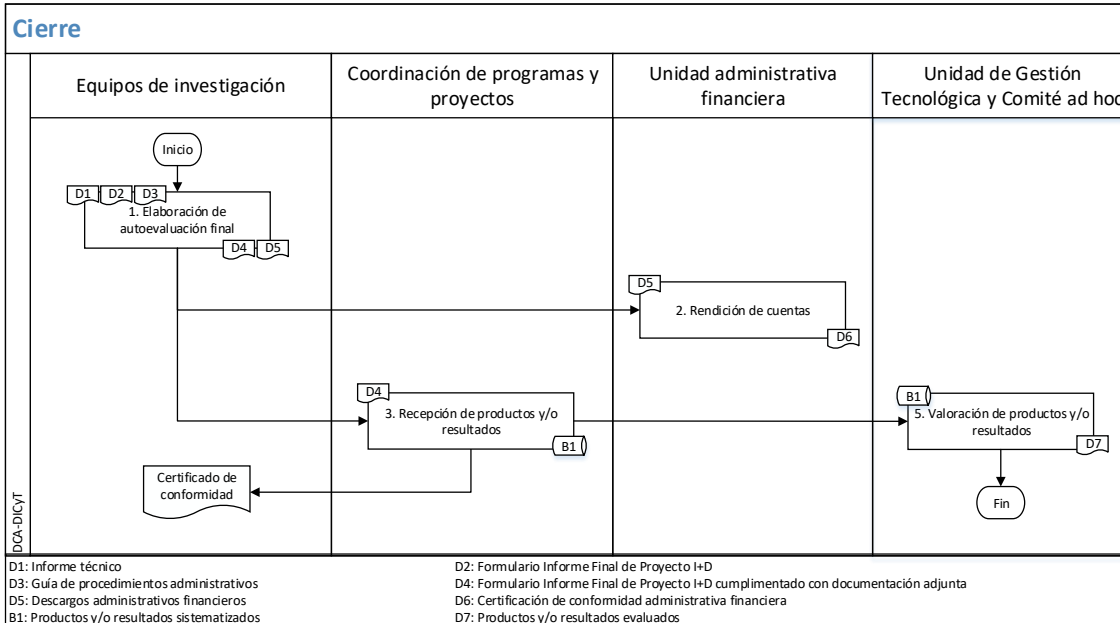 Cierre
Equipos de investigación
Coordinación de programas y
proyectos
Unidad administrativa
financiera
Unidad de Gestión
Tecnológica y Comité ad hoc
Inicio
D1
D2
D3
1. Elaboración de
autoevaluación final
D4
D5
D5
2. Rendición de cuentas
D6
D4
3. Recepción de productos y/o
resultados
B1
B1
5. Valoración de productos y/o
resultados
D7
Certificado de
conformidad
Fin
DCA-DICyT
D1: Informe técnico
D2: Formulario Informe Final de Proyecto I+D
D3: Guía de procedimientos administrativos
D4: Formulario Informe Final de Proyecto I+D cumplimentado con documentación adjunta
D5: Descargos administrativos financieros
D6: Certificación de conformidad administrativa financiera
B1: Productos y/o resultados sistematizados
D7: Productos y/o resultados evaluados